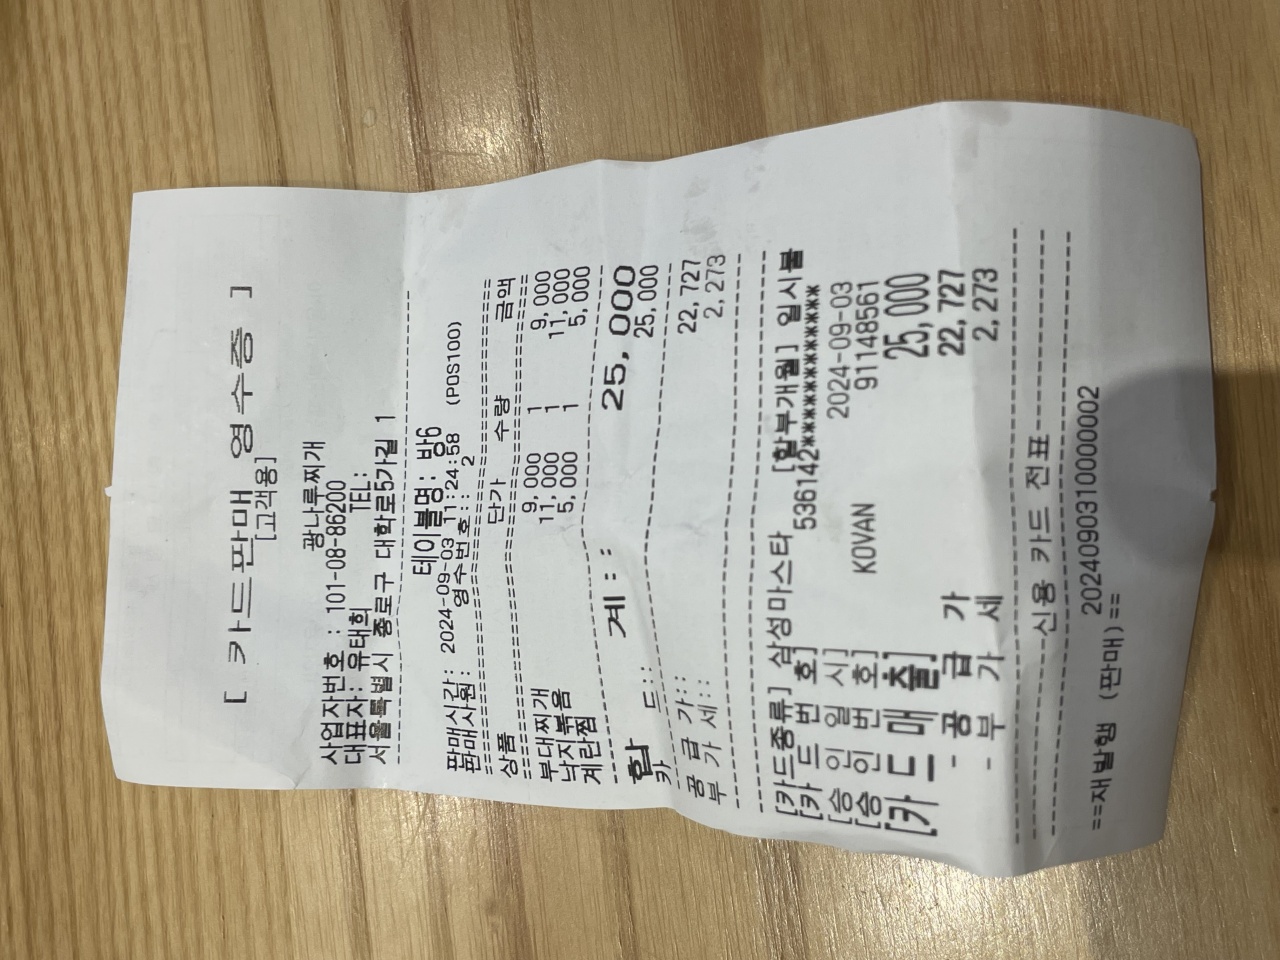 [ 카드판매 영수증 ]
[고객용]
광나루찌개
사업자번호 : 101-08-86200
대표자: 유태희 TEL:
서울특별시 종로구 대학로5가길 1
테이블명: 방6
판매시간: 2024-09-03 11:24:58 (POS100)
판매사원: 영수번호:: 2
상품 단가 수량 금액
부대찌개 9,000 1 9,000
낙지볶음 11,000 1 11,000
계란찜 5,000 1 5,000
합 계:: 25,000
카 드:: 25,000
공 급 가:: 22,727
부 가 세:: 2,273
[카드종류] 삼성마스타 [할부개월] 일시불
[카 드 번 호] 536142**************
[승 인 일 시] 2024-09-03
[승 인 번 호] KOVAN 91148561
[카 드 매 출] 25,000
- 공 급 가 22,727
- 부 가 세 2,273
신용 카드 전표
20240903100000002
==재발행 (판매)==